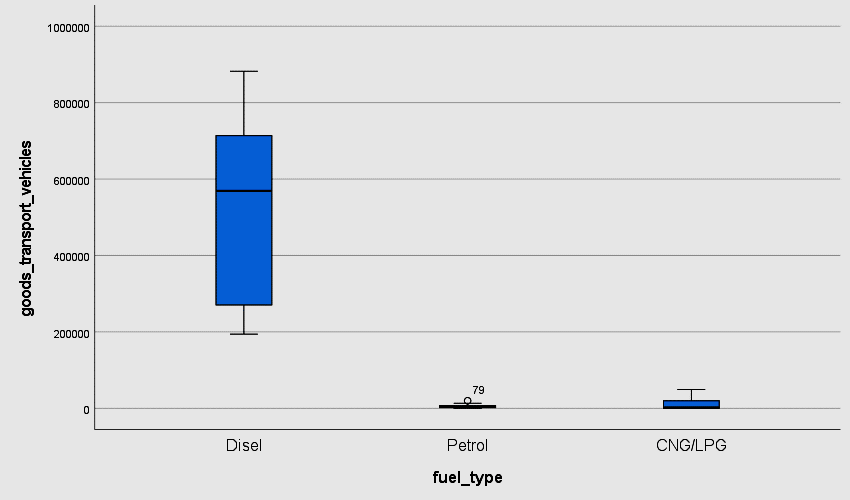 goods_transport_vehicles
1000000
800000
600000
400000
200000
0
79
Disel
Petrol
CNG/LPG
fuel_type